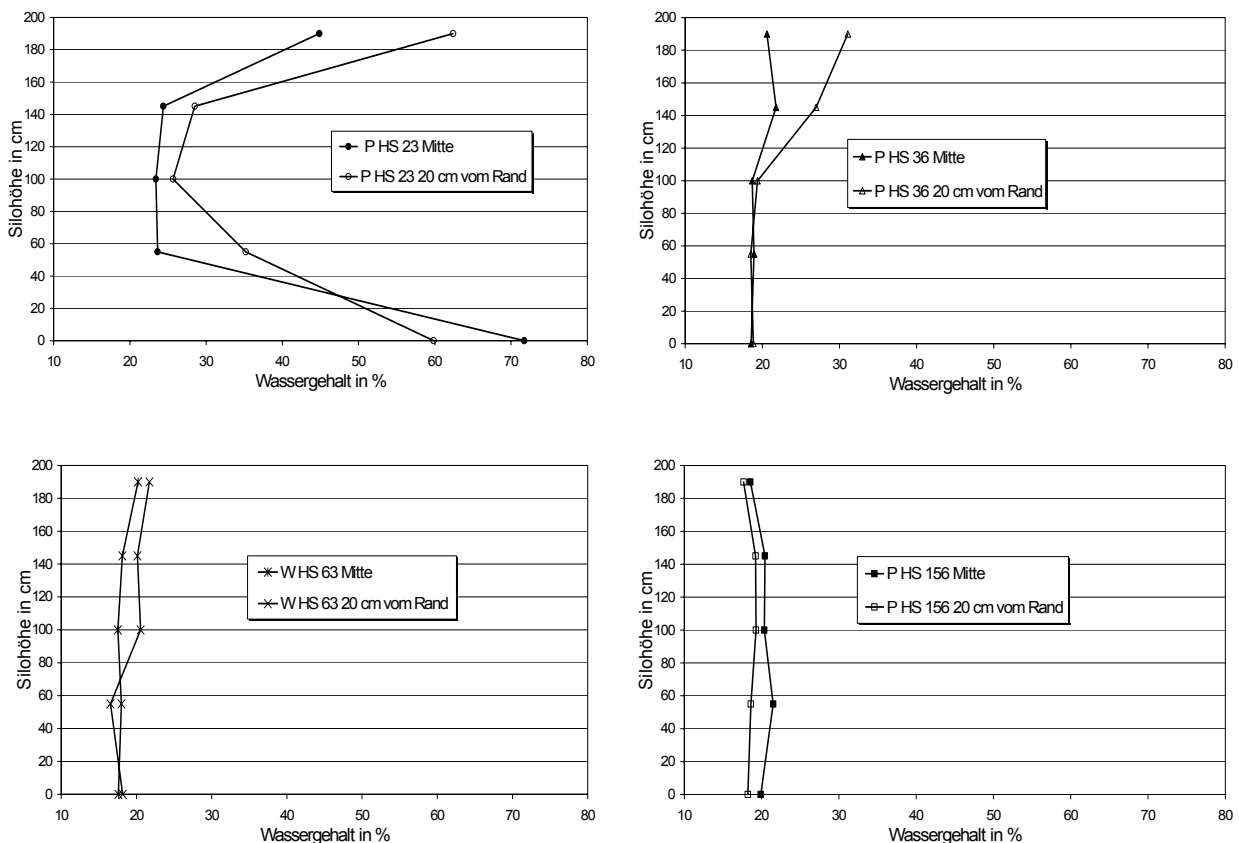 200
180
160
140
120
100
80
60
40
20
0
Silohöhe in cm
P HS 23 Mitte
P HS 23 20 cm vom Rand
10 20 30 40 50 60 70 80
Wassergehalt in %
200
180
160
140
120
100
80
60
40
20
0
Silohöhe in cm
P HS 36 Mitte
P HS 36 20 cm vom Rand
10 20 30 40 50 60 70 80
Wassergehalt in %
200
180
160
140
120
100
80
60
40
20
0
Silohöhe in cm
W HS 63 Mitte
W HS 63 20 cm vom Rand
10 20 30 40 50 60 70 80
Wassergehalt in %
200
180
160
140
120
100
80
60
40
20
0
Silohöhe in cm
P HS 156 Mitte
P HS 156 20 cm vom Rand
10 20 30 40 50 60 70 80
Wassergehalt in %